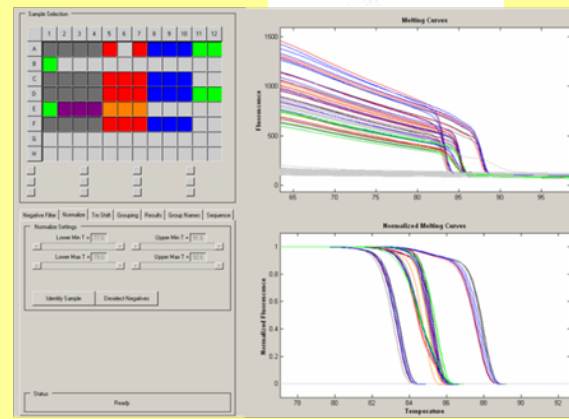 Sample Selection
1 2 3 4 5 6 7 8 9 10 11 12
A
B
C
D
E
F
G
H
Negative Filter Normalize Tm Shift Grouping Results Group Names Sequence
Normalize Settings
Lower Min T = Upper Min T =
Lower Max T = Upper Max T =
Identify Sample Deselect Negatives
Status
Ready
Melting Curves
Fluorescence
1500
1000
500
0
65 70 75 80 85 90 95
Normalized Melting Curves
Normalized Fluorescence
1
0.8
0.6
0.4
0.2
0
78 80 82 84 86 88 90 92
Temperature